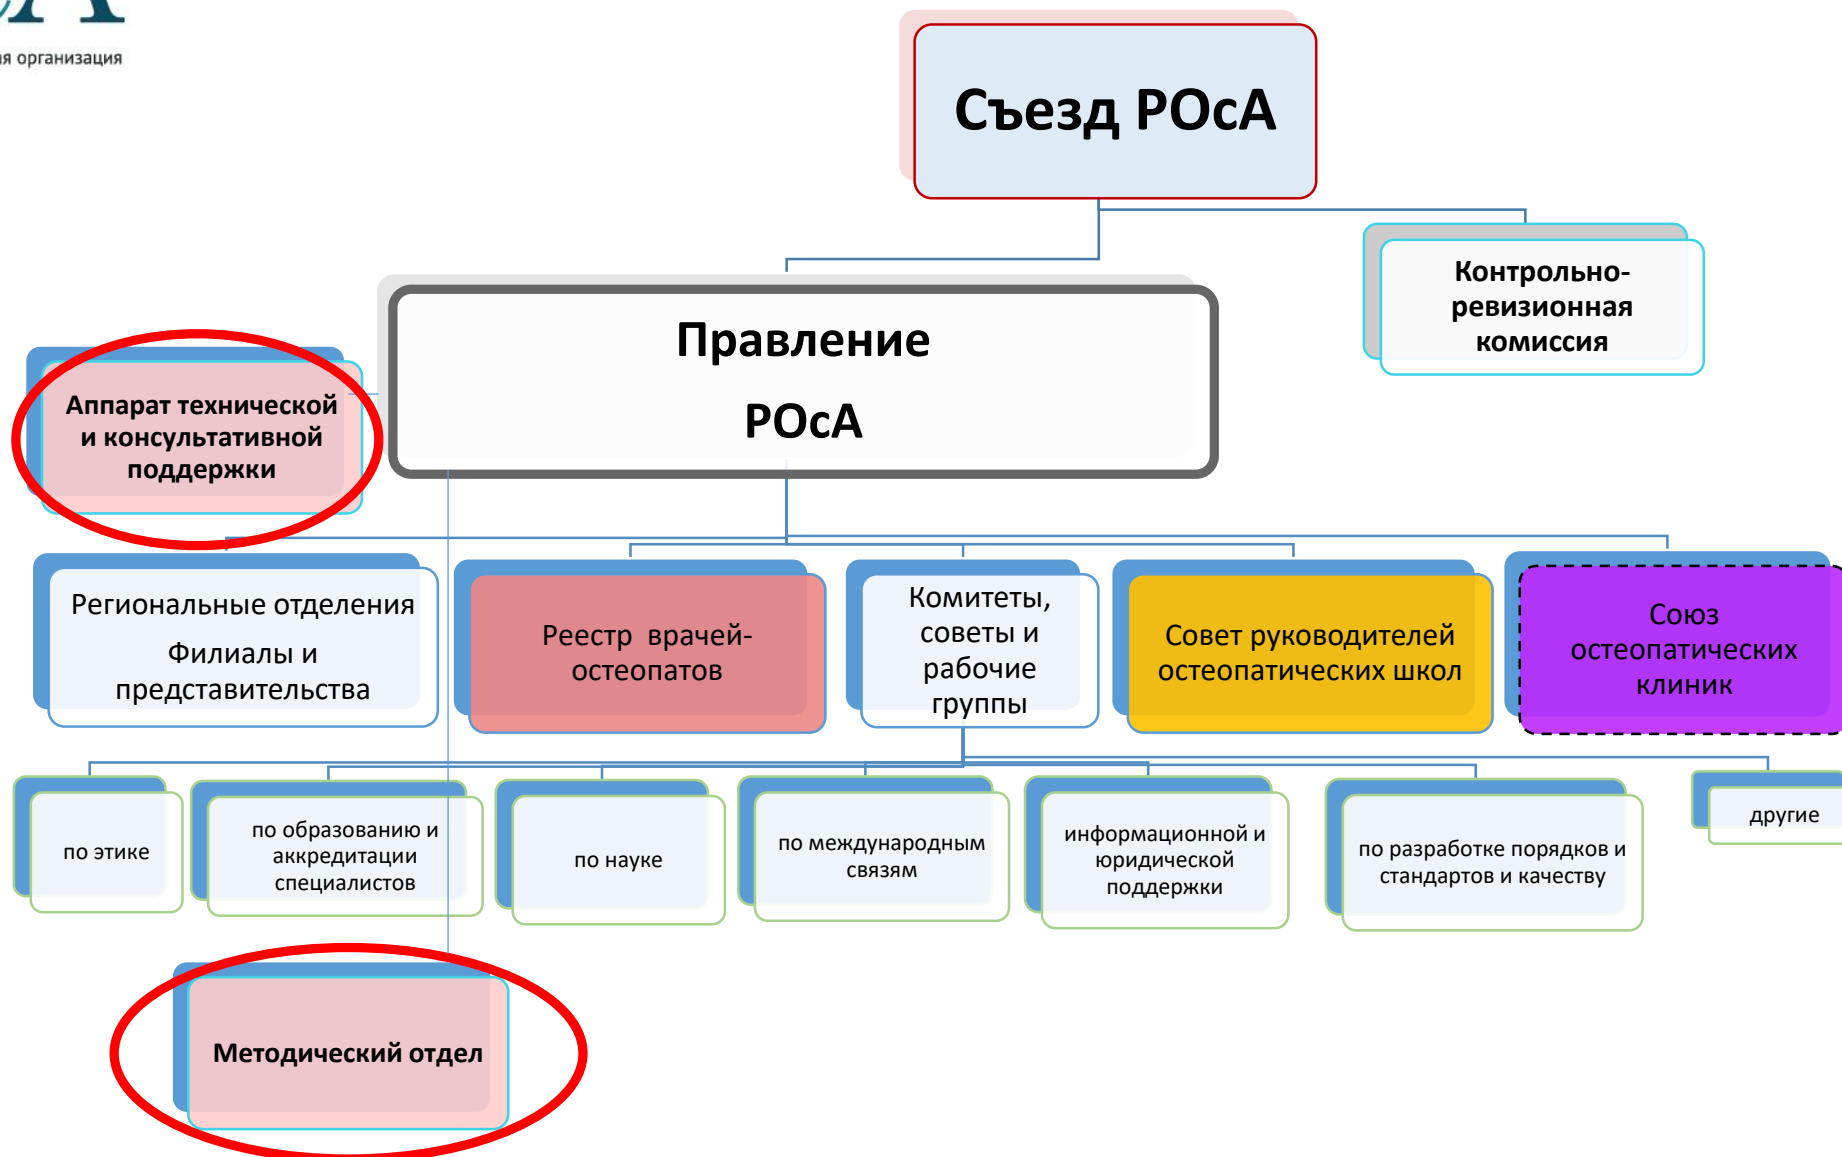 я организация
Съезд РОсА
Контрольно-
ревизионная
комиссия
Правление
РОсА
Аппарат технической
и консультативной
поддержки
Региональные отделения
Филиалы и
представительства
Реестр врачей-
остеопатов
Комитеты,
советы и
рабочие
группы
Совет руководителей
остеопатических школ
Союз
остеопатических
клиник
по этике
по образованию и
аккредитации
специалистов
по науке
по международным
связям
информационной и
юридической
поддержки
по разработке порядков и
стандартов и качеству
другие
Методический отдел